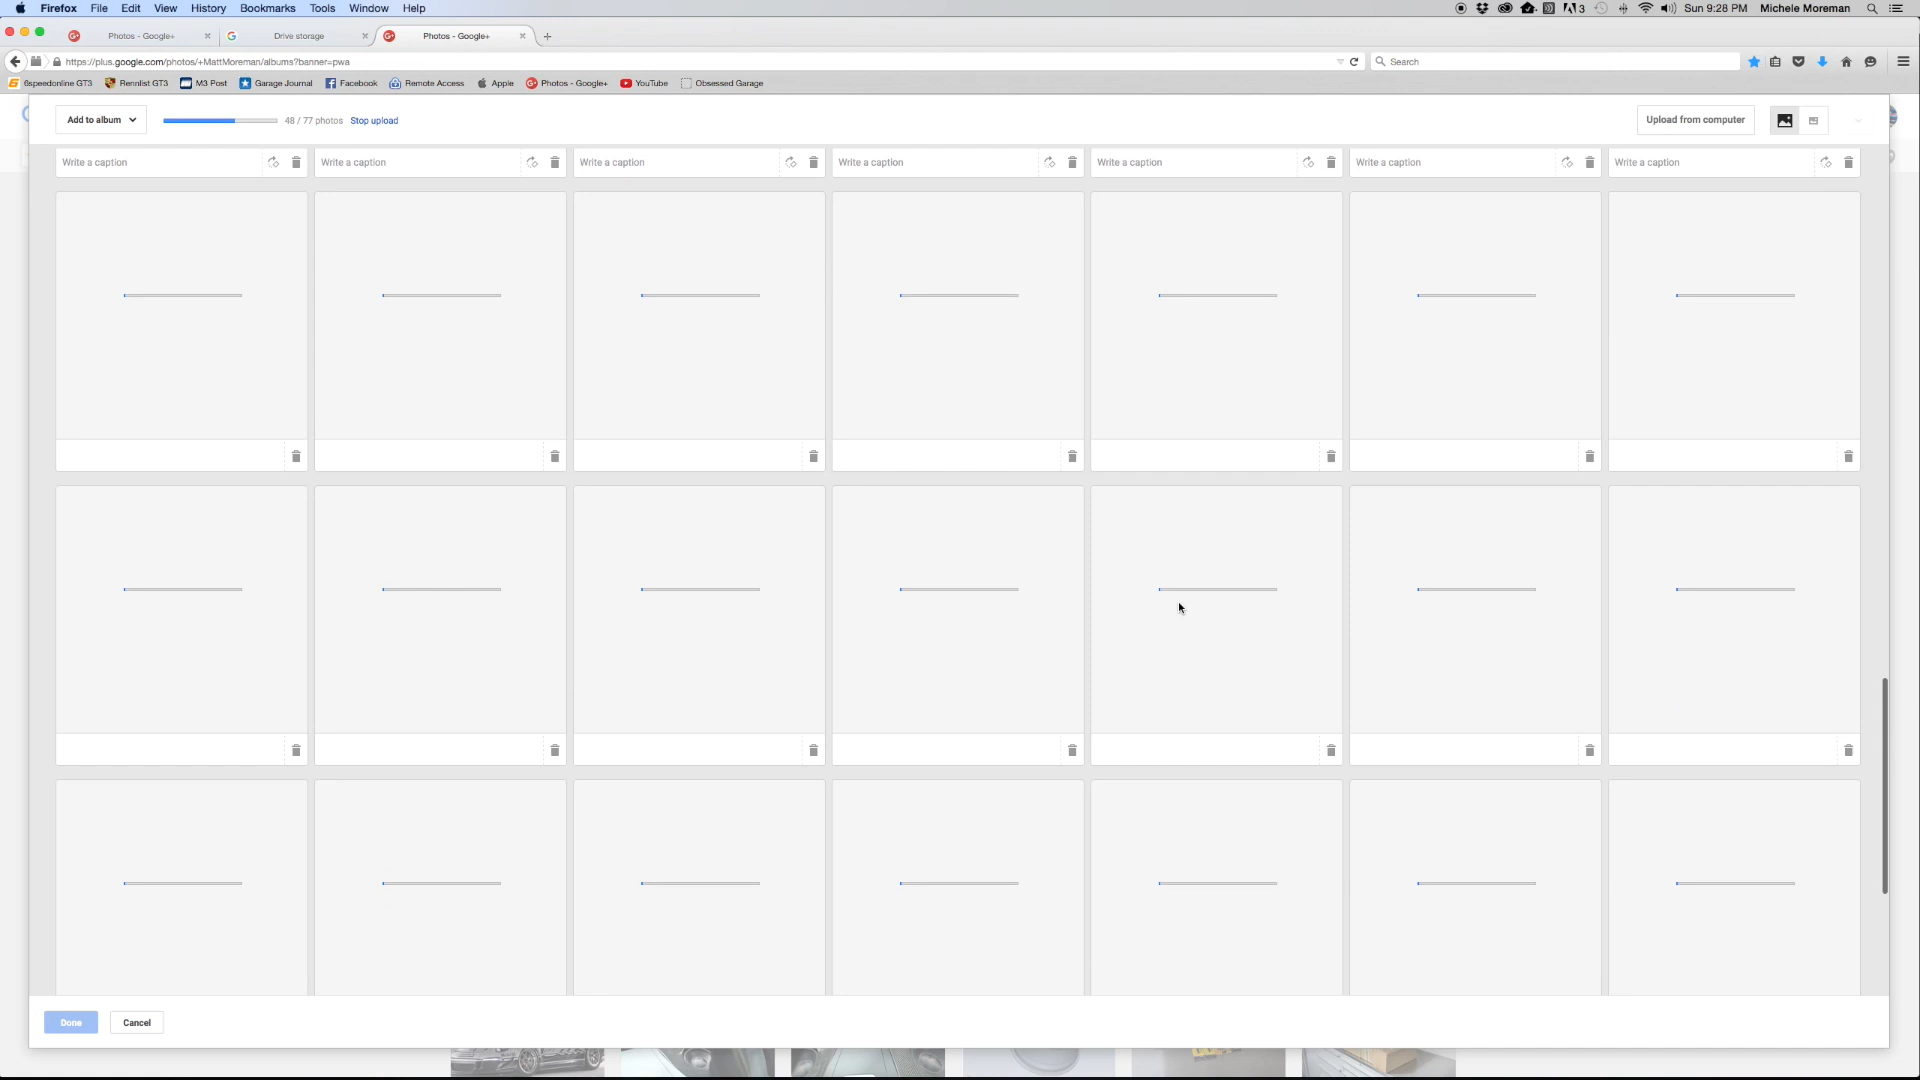 Firefox File Edit View History Bookmarks Tools Window Help 3 Sun 9:28 PM Michele Moreman
Photos - Google+ Drive storage Photos - Google+
https://plus.google.com/photos/+MattMoreman/albums?banner=pwa Search
6speedonline GT3 Rennlist GT3 M3 Post Garage Journal Facebook Remote Access Apple Photos - Google+ YouTube Obsessed Garage
Add to album 48 / 77 photos Stop upload Upload from computer
Write a caption Write a caption Write a caption Write a caption Write a caption Write a caption Write a caption
Done Cancel